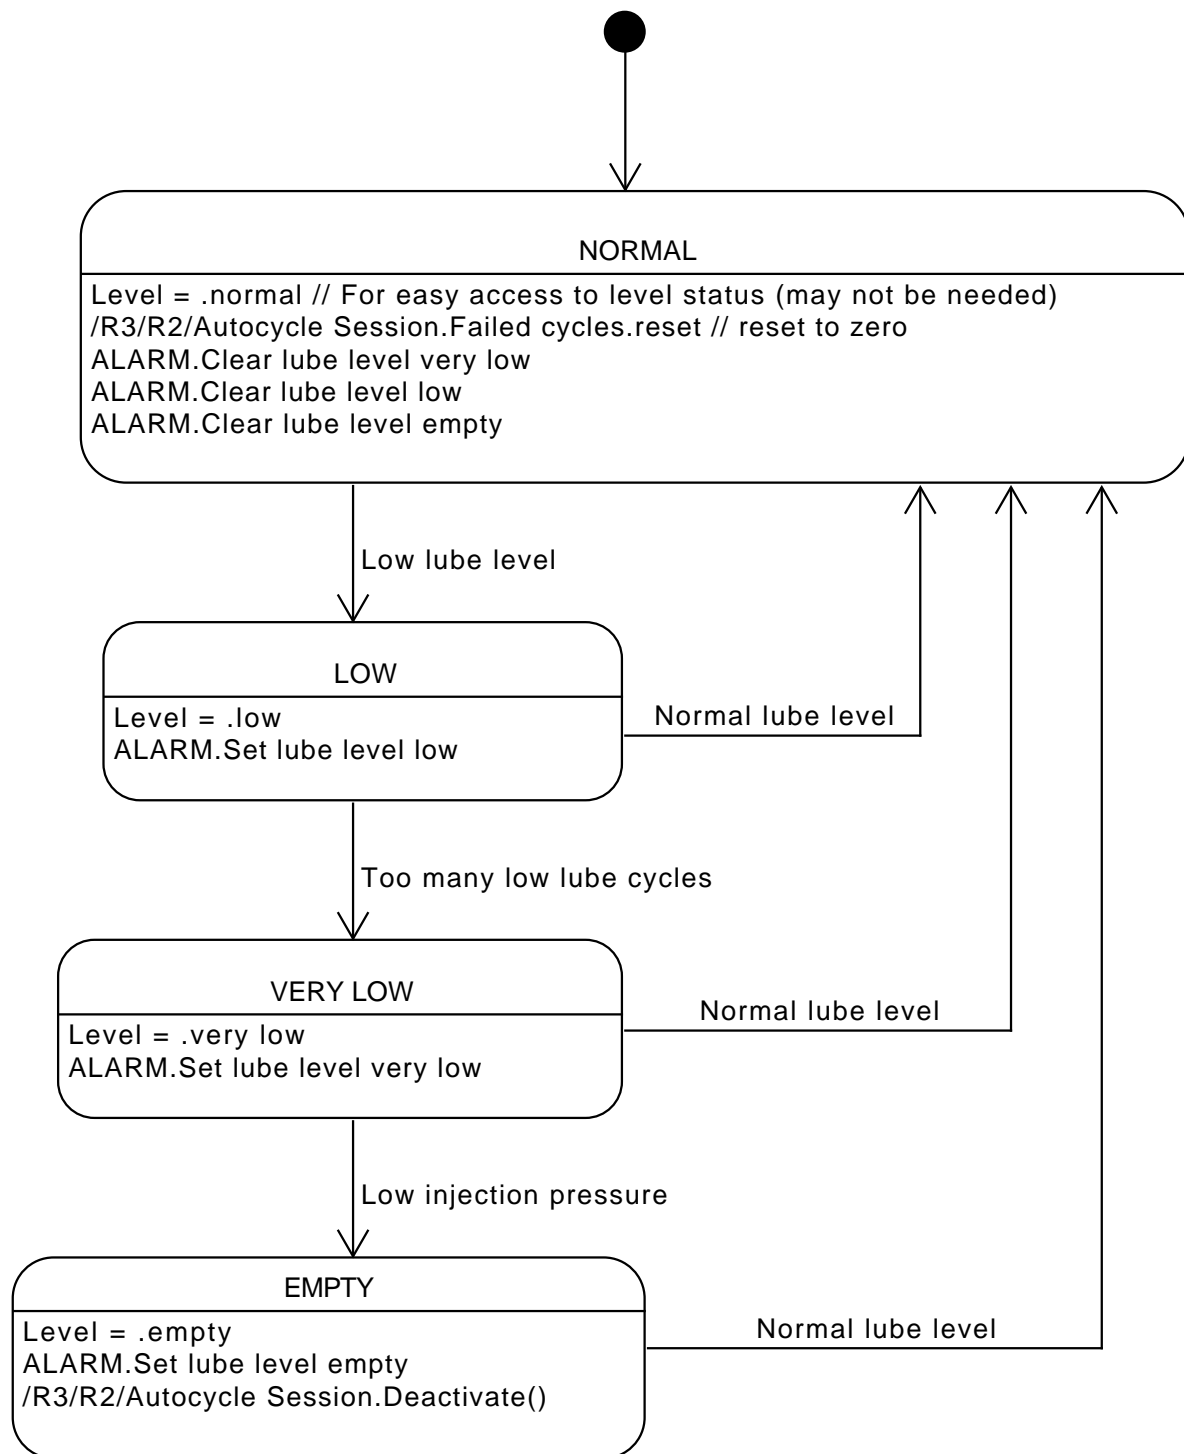 NORMAL
Level = .normal // For easy access to level status (may not be needed)
/R3/R2/Autocycle Session.Failed cycles.reset // reset to zero
ALARM.Clear lube level very low
ALARM.Clear lube level low
ALARM.Clear lube level empty
Low lube level
LOW
Level = .low
ALARM.Set lube level low
Normal lube level
Too many low lube cycles
VERY LOW
Level = .very low
ALARM.Set lube level very low
Normal lube level
Low injection pressure
EMPTY
Level = .empty
ALARM.Set lube level empty
/R3/R2/Autocycle Session.Deactivate()
Normal lube level